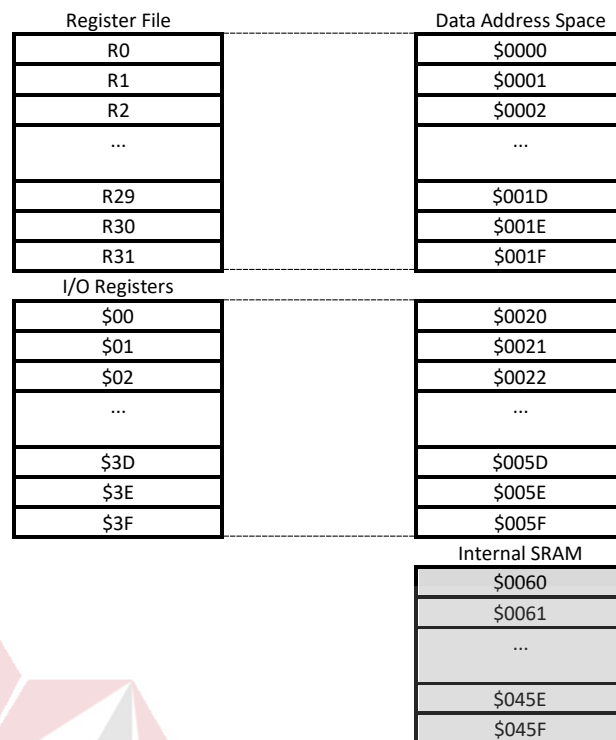 Register File Data Address Space
R0 $0000
R1 $0001
R2 $0002
... ...
R29 $001D
R30 $001E
R31 $001F
I/O Registers
$00 $0020
$01 $0021
$02 $0022
... ...
$3D $005D
$3E $005E
$3F $005F
Internal SRAM
$0060
$0061
...
$045E
$045F